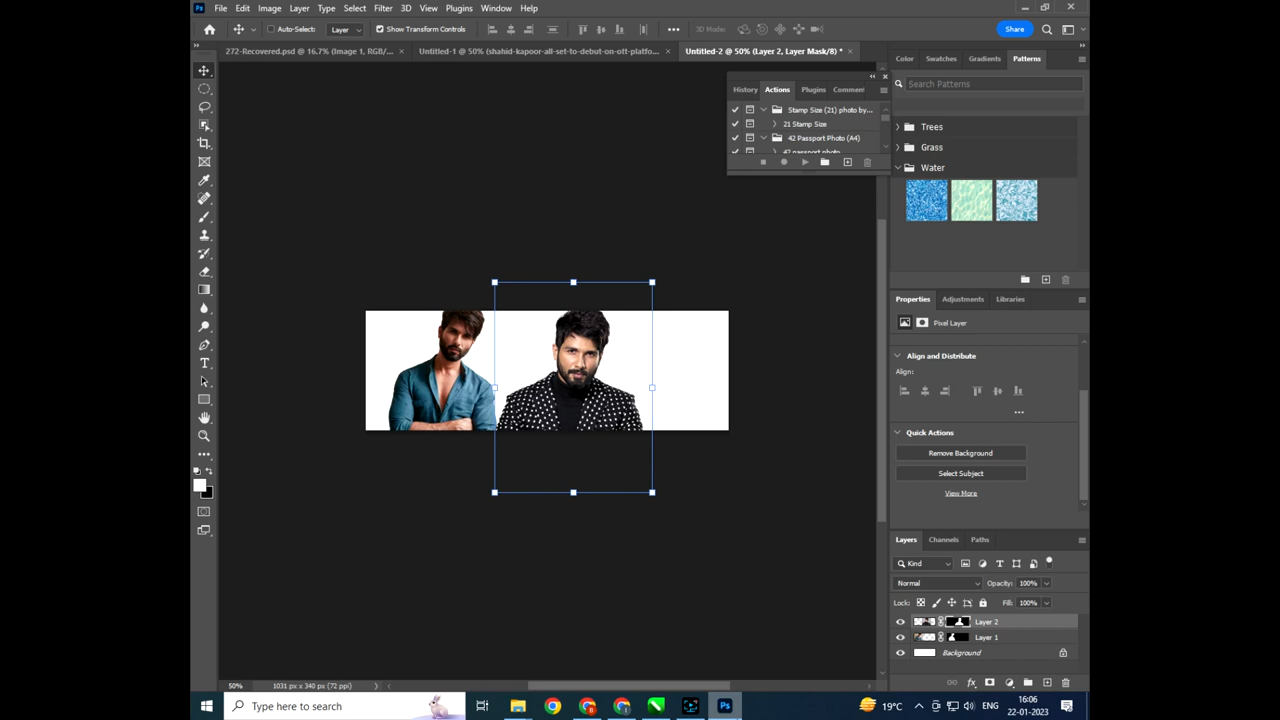 File Edit Image Layer Type Select Filter 3D View Plugins Window Help
Auto-Select: Layer Show Transform Controls 3D Mode: Share
272-Recovered.psd @ 16.7% (Image 1, RGB/... × Untitled-1 @ 50% (shahid-kapoor-all-set-to-debut-on-ott-platfo... × Untitled-2 @ 50% (Layer 2, Layer Mask/8) * ×
Color Swatches Gradients Patterns
Search Patterns
History Actions Plugins Comment
Stamp Size (21) photo by...
21 Stamp Size
42 Passport Photo (A4)
42 passport photo
Trees
Grass
Water
Properties Adjustments Libraries
Pixel Layer
Align and Distribute
Align:
Quick Actions
Remove Background
Select Subject
View More
Layers Channels Paths
Kind
Normal Opacity: 100%
Lock: Fill: 100%
Layer 2
Layer 1
Background
50% 1031 px x 340 px (72 ppi)
Type here to search
19°C ENG 16:06
22-01-2023